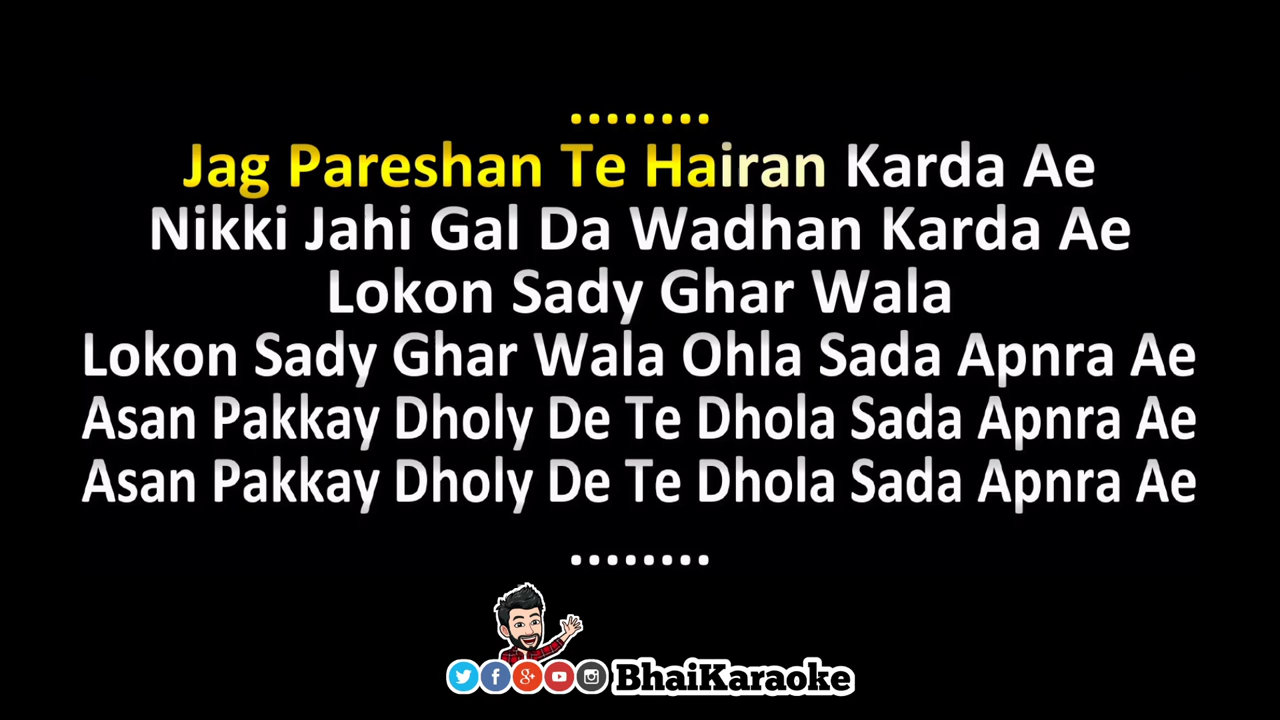 ........
Jag Pareshan Te Hairan Karda Ae
Nikki Jahi Gal Da Wadhan Karda Ae
Lokon Sady Ghar Wala
Lokon Sady Ghar Wala Ohla Sada Apnra Ae
Asan Pakkay Dholy De Te Dhola Sada Apnra Ae
Asan Pakkay Dholy De Te Dhola Sada Apnra Ae
........
BhaiKaraoke